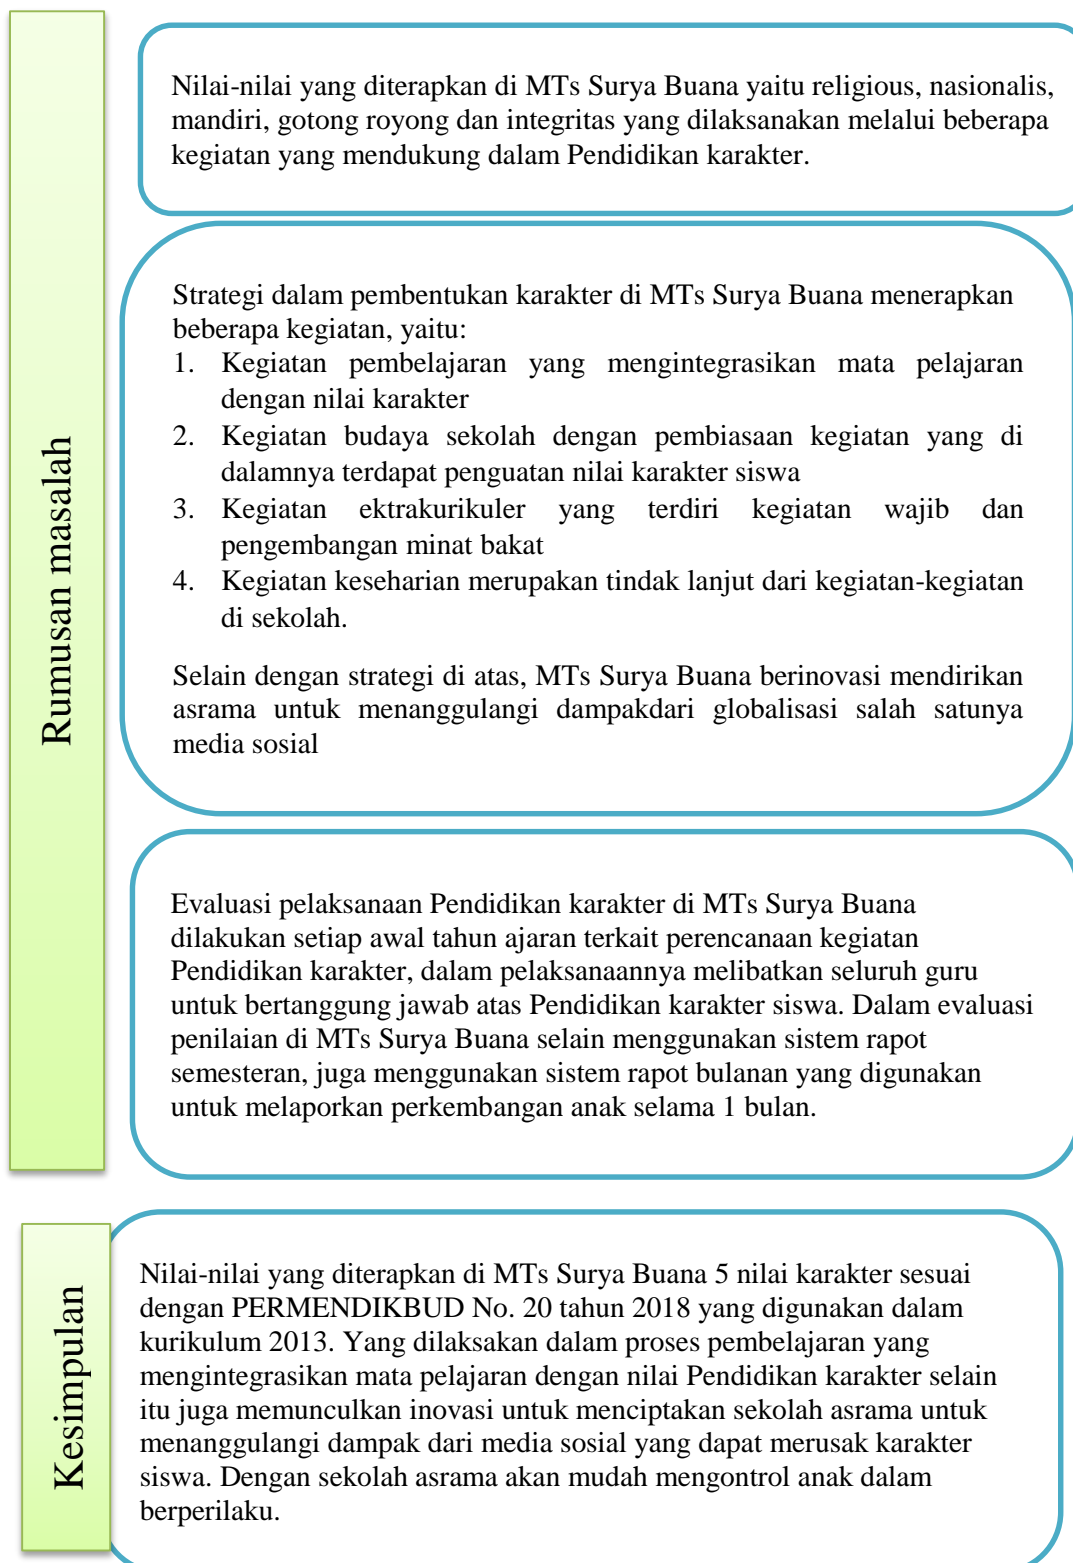 Rumusan masalah
Nilai-nilai yang diterapkan di MTs Surya Buana yaitu religious, nasionalis,
mandiri, gotong royong dan integritas yang dilaksanakan melalui beberapa
kegiatan yang mendukung dalam Pendidikan karakter.
Strategi dalam pembentukan karakter di MTs Surya Buana menerapkan
beberapa kegiatan, yaitu:
1. Kegiatan pembelajaran yang mengintegrasikan mata pelajaran
dengan nilai karakter
2. Kegiatan budaya sekolah dengan pembiasaan kegiatan yang di
dalamnya terdapat penguatan nilai karakter siswa
3. Kegiatan ektrakurikuler yang terdiri kegiatan wajib dan
pengembangan minat bakat
4. Kegiatan keseharian merupakan tindak lanjut dari kegiatan-kegiatan
di sekolah.
Selain dengan strategi di atas, MTs Surya Buana berinovasi mendirikan
asrama untuk menanggulangi dampakdari globalisasi salah satunya
media sosial
Evaluasi pelaksanaan Pendidikan karakter di MTs Surya Buana
dilakukan setiap awal tahun ajaran terkait perencanaan kegiatan
Pendidikan karakter, dalam pelaksanaannya melibatkan seluruh guru
untuk bertanggung jawab atas Pendidikan karakter siswa. Dalam evaluasi
penilaian di MTs Surya Buana selain menggunakan sistem rapot
semesteran, juga menggunakan sistem rapot bulanan yang digunakan
untuk melaporkan perkembangan anak selama 1 bulan.
Kesimpulan
Nilai-nilai yang diterapkan di MTs Surya Buana 5 nilai karakter sesuai
dengan PERMENDIKBUD No. 20 tahun 2018 yang digunakan dalam
kurikulum 2013. Yang dilaksakan dalam proses pembelajaran yang
mengintegrasikan mata pelajaran dengan nilai Pendidikan karakter selain
itu juga memunculkan inovasi untuk menciptakan sekolah asrama untuk
menanggulangi dampak dari media sosial yang dapat merusak karakter
siswa. Dengan sekolah asrama akan mudah mengontrol anak dalam
berperilaku.